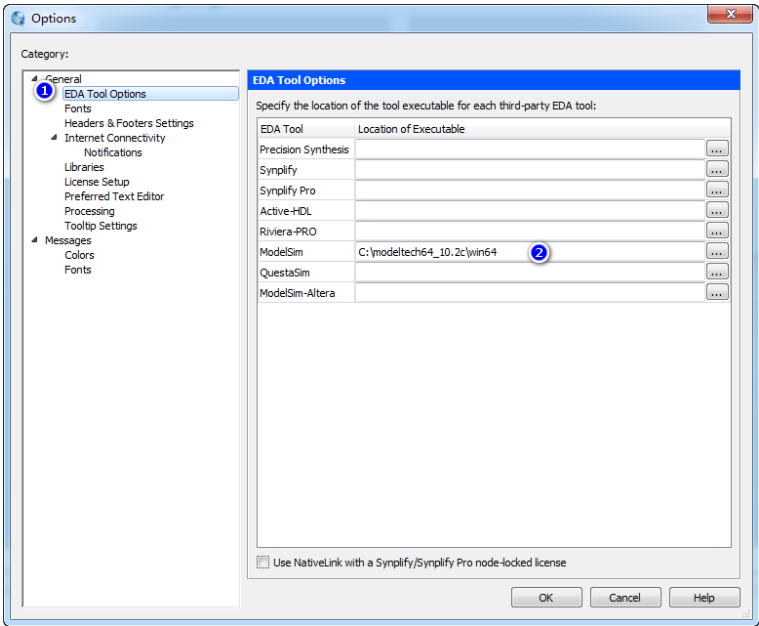 Options
Category:
General
1
EDA Tool Options
Fonts
Headers & Footers Settings
Internet Connectivity
Notifications
Libraries
License Setup
Preferred Text Editor
Processing
Tooltip Settings
Messages
Colors
Fonts
EDA Tool Options
Specify the location of the tool executable for each third-party EDA tool:
EDA Tool Location of Executable
Precision Synthesis ...
Synplify ...
Synplify Pro ...
Active-HDL ...
Riviera-PRO ...
ModelSim C:\modeltech64_10.2c\win64 2 ...
QuestaSim ...
ModelSim-Altera ...
Use NativeLink with a Synplify/Synplify Pro node-locked license
OK Cancel Help